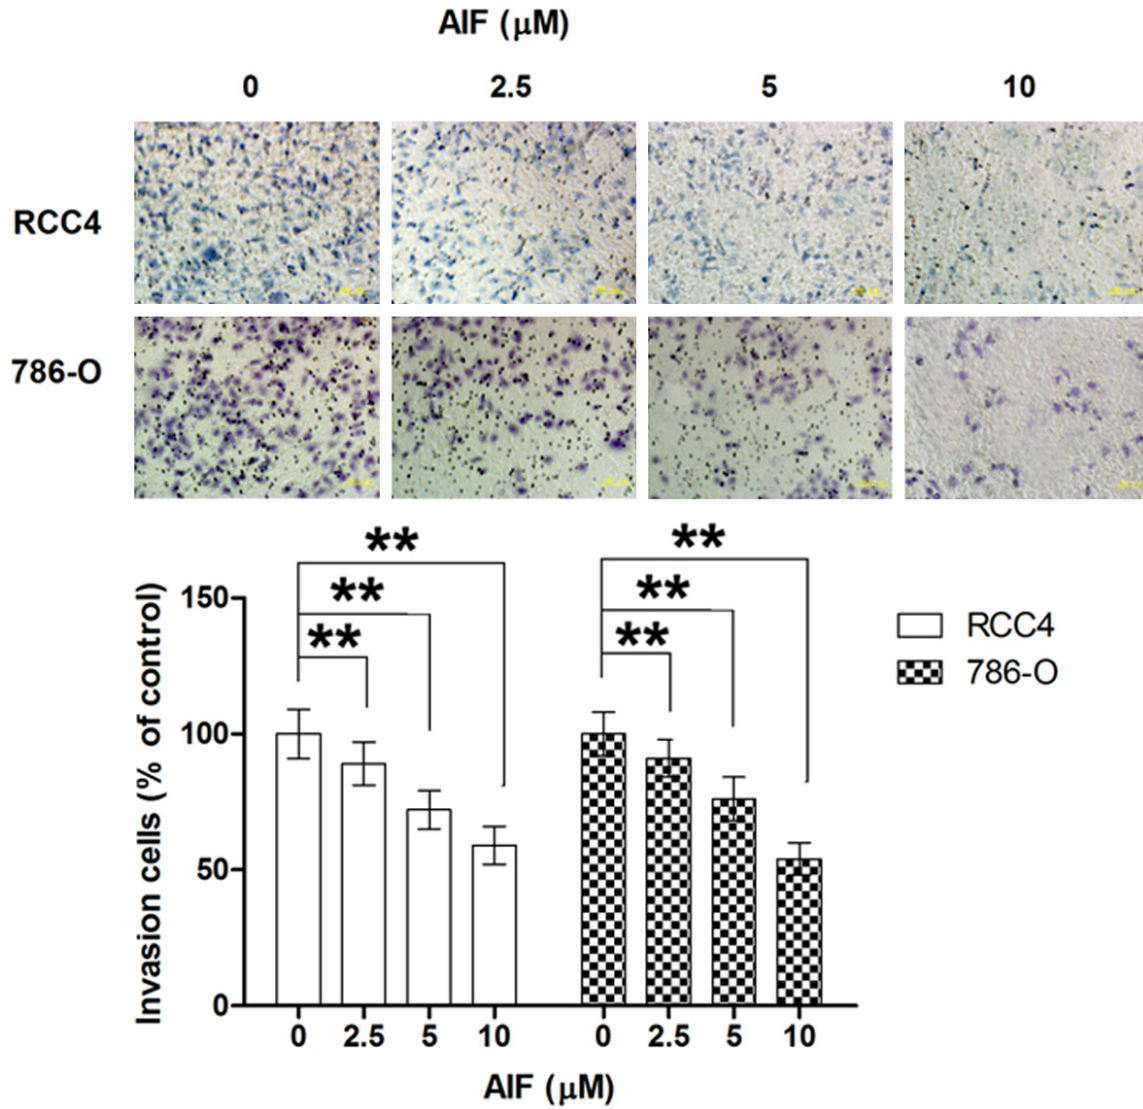 AIF (μM)
0 2.5 5 10
RCC4
786-O
** **
** **
** **
150
100
50
0
Invasion cells (% of control)
RCC4
786-O
0 2.5 5 10 0 2.5 5 10
AIF (μM)